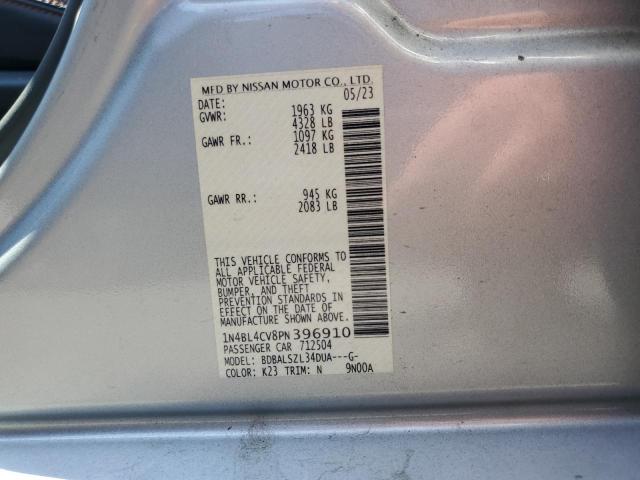 MFD BY NISSAN MOTOR CO., LTD.
DATE: 05/23
GVWR: 1963 KG
4328 LB
GAWR FR.: 1097 KG
2418 LB
GAWR RR.: 945 KG
2083 LB
THIS VEHICLE CONFORMS TO
ALL APPLICABLE FEDERAL
MOTOR VEHICLE SAFETY,
BUMPER, AND THEFT
PREVENTION STANDARDS IN
EFFECT ON THE DATE OF
MANUFACTURE SHOWN ABOVE.
1N4BL4CV8PN396910
PASSENGER CAR 712504
MODEL: BDBALSZL34DUA---G-
COLOR: K23 TRIM: N 9N00A